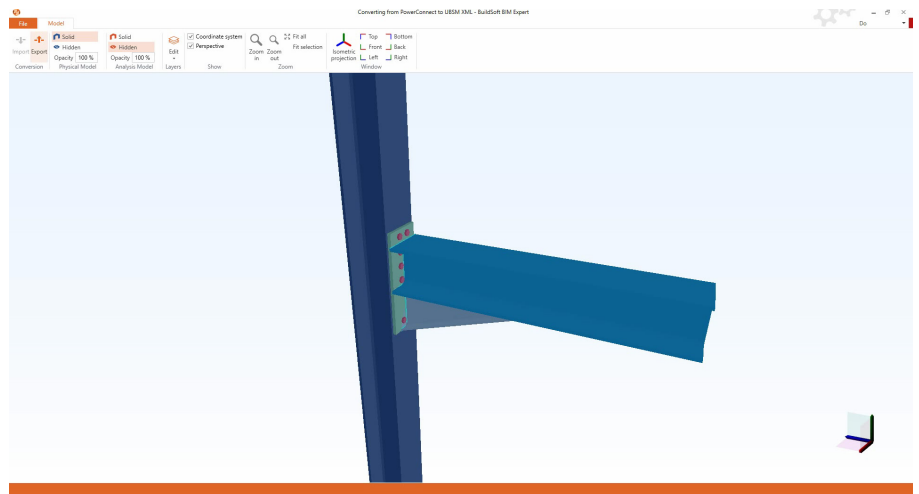 Converting from PowerConnect to UBSM XML - BuildSoft BIM Expert
File Model Do
Import Export
Conversion
Solid
Hidden
Opacity 100 %
Physical Model
Solid
Hidden
Opacity 100 %
Analysis Model
Edit
Layers
Coordinate system
Perspective
Show
Zoom in
Zoom out
Fit all
Fit selection
Zoom
Isometric projection
Top Bottom
Front Back
Left Right
Window